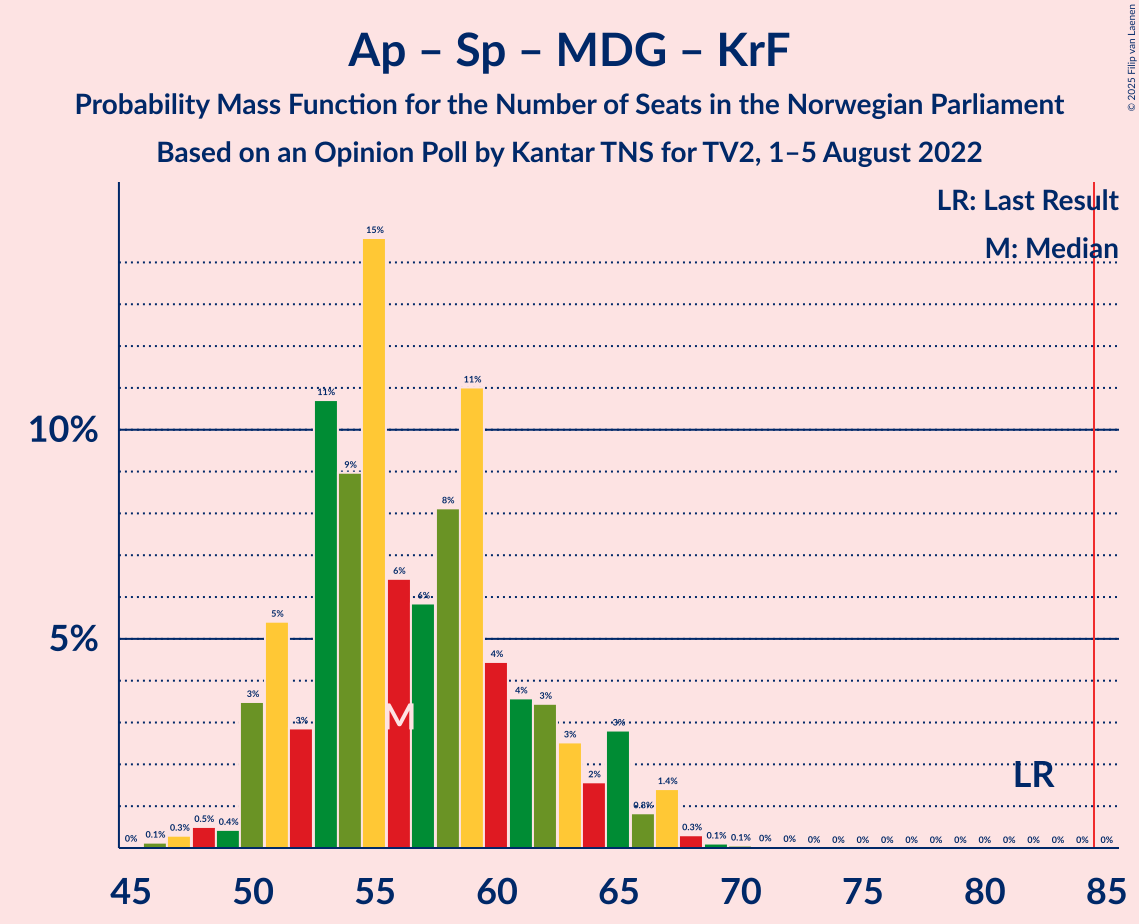 Ap – Sp – MDG – KrF
Probability Mass Function for the Number of Seats in the Norwegian Parliament
Based on an Opinion Poll by Kantar TNS for TV2, 1–5 August 2022
© 2025 Filip van Laenen
LR: Last Result
M: Median
10%
5%
0% 0.1% 0.3% 0.5% 0.4% 3% 5% 3% 11% 9% 15% 6% 6% 8% 11% 4% 4% 3% 3% 2% 3% 0.8% 1.4% 0.3% 0.1% 0.1% 0% 0% 0% 0% 0% 0% 0% 0% 0% 0% 0% 0% 0% 0% 0%
M
LR
45 50 55 60 65 70 75 80 85